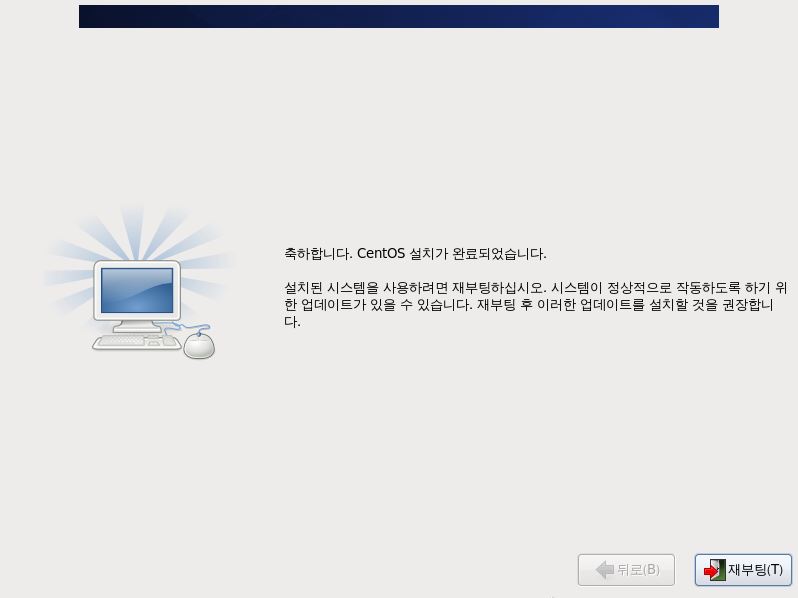 축하합니다. CentOS 설치가 완료되었습니다.
설치된 시스템을 사용하려면 재부팅하십시오. 시스템이 정상적으로 작동하도록 하기 위
한 업데이트가 있을 수 있습니다. 재부팅 후 이러한 업데이트를 설치할 것을 권장합니
다.
뒤로(B)
재부팅(T)